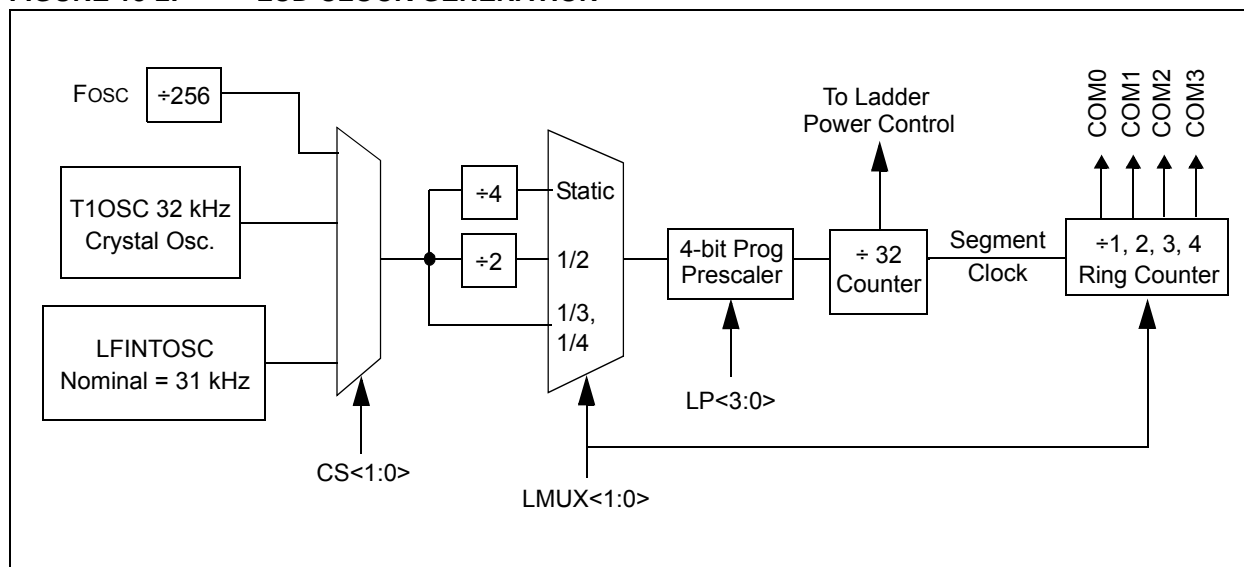 FIGURE LCD CLOCK GENERATION
FOSC
÷256
T1OSC 32 kHz
Crystal Osc.
LFINTOSC
Nominal = 31 kHz
CS<1:0>
÷4
÷2
Static
1/2
1/3,
1/4
LMUX<1:0>
4-bit Prog
Prescaler
LP<3:0>
To Ladder
Power Control
÷ 32
Counter
Segment
Clock
COM0
COM1
COM2
COM3
÷1, 2, 3, 4
Ring Counter